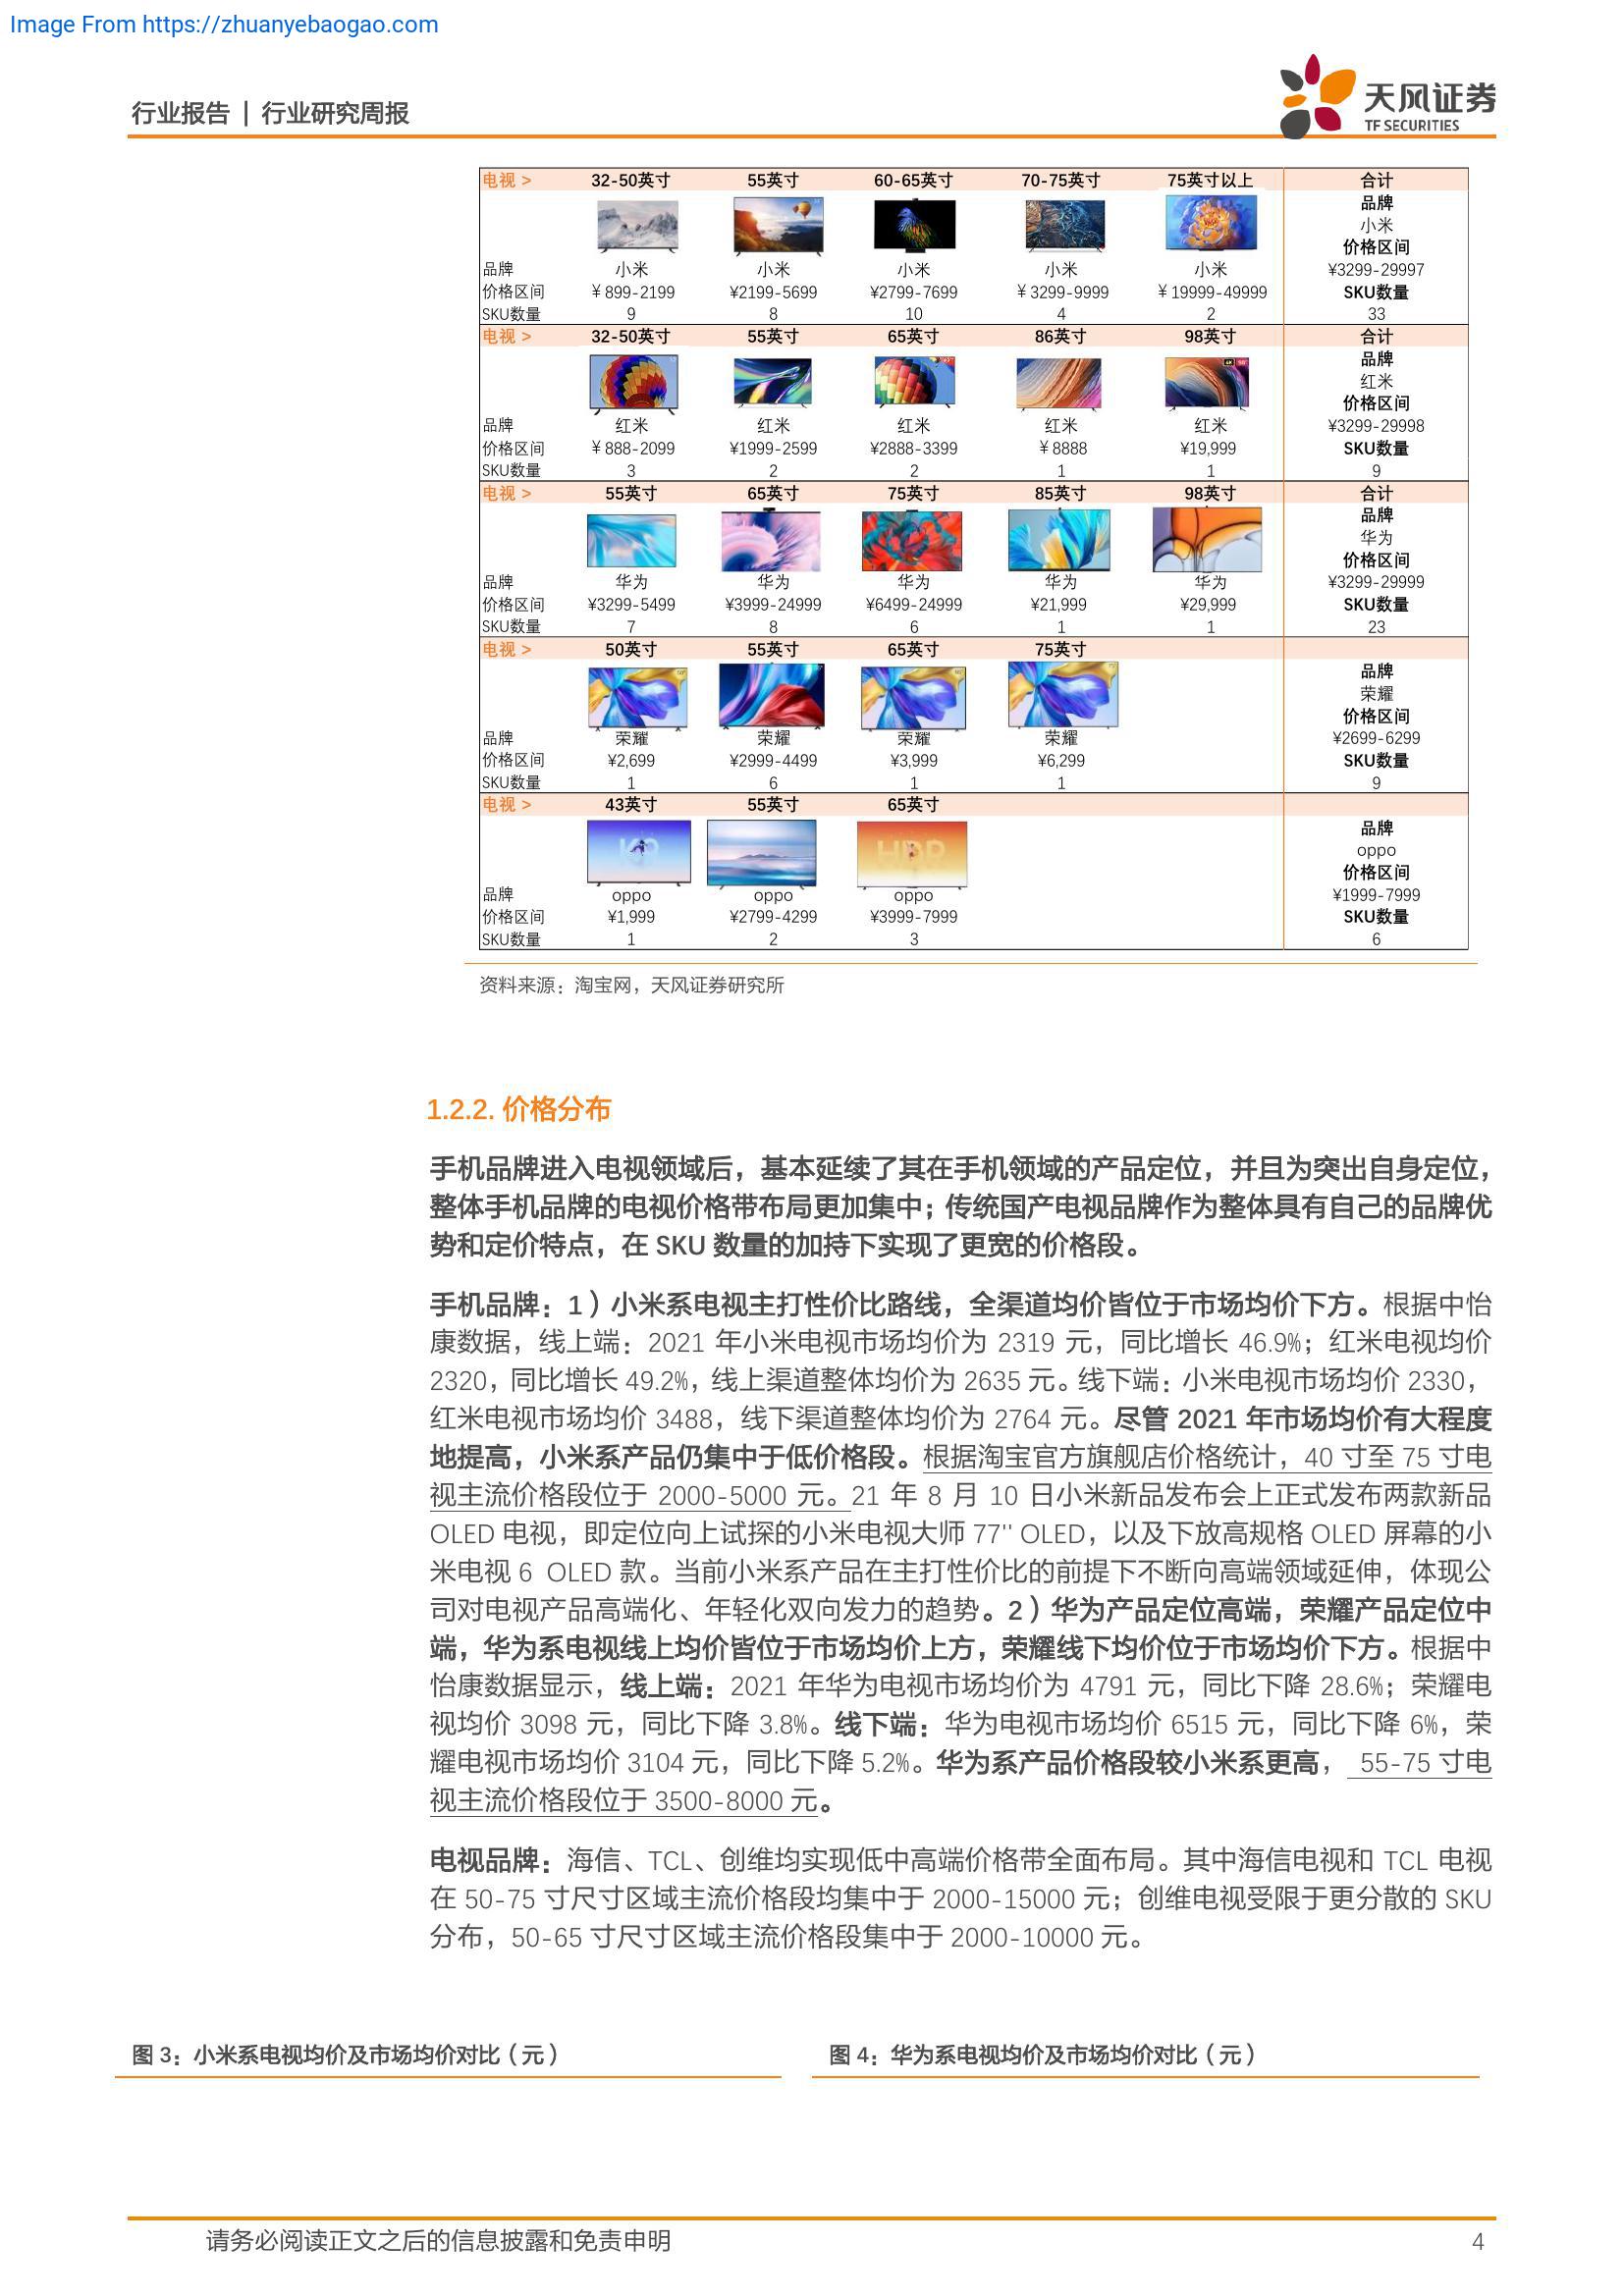 Image From https://zhuanyebaogao.com
行业报告 | 行业研究周报
天风证券
TF SECURITIES
电视 > 32-50英寸 55英寸 60-65英寸 70-75英寸 75英寸以上 合计
品牌
小米
价格区间
品牌 小米 小米 小米 小米 小米 ¥3299-29997
价格区间 ¥899-2199 ¥2199-5699 ¥2799-7699 ¥3299-9999 ¥19999-49999 SKU数量
SKU数量 9 8 10 4 2 33
电视 > 32-50英寸 55英寸 65英寸 86英寸 98英寸 合计
品牌
红米
价格区间
品牌 红米 红米 红米 红米 红米 ¥3299-29998
价格区间 ¥888-2099 ¥1999-2599 ¥2888-3399 ¥8888 ¥19,999 SKU数量
SKU数量 3 2 2 1 1 9
电视 > 55英寸 65英寸 75英寸 85英寸 98英寸 合计
品牌
华为
价格区间
品牌 华为 华为 华为 华为 华为 ¥3299-29999
价格区间 ¥3299-5499 ¥3999-24999 ¥6499-24999 ¥21,999 ¥29,999 SKU数量
SKU数量 7 8 6 1 1 23
电视 > 50英寸 55英寸 65英寸 75英寸
品牌
荣耀
价格区间
品牌 荣耀 荣耀 荣耀 荣耀 ¥2699-6299
价格区间 ¥2,699 ¥2999-4499 ¥3,999 ¥6,299 SKU数量
SKU数量 1 6 1 1 9
电视 > 43英寸 55英寸 65英寸
品牌
oppo
价格区间
品牌 oppo oppo oppo ¥1999-7999
价格区间 ¥1,999 ¥2799-4299 ¥3999-7999 SKU数量
SKU数量 1 2 3 6
资料来源：淘宝网，天风证券研究所
1.2.2. 价格分布
手机品牌进入电视领域后，基本延续了其在手机领域的产品定位，并且为突出自身定位，
整体手机品牌的电视价格带布局更加集中；传统国产电视品牌作为整体具有自己的品牌优
势和定价特点，在 SKU 数量的加持下实现了更宽的价格段。
手机品牌：1）小米系电视主打性价比路线，全渠道均价皆位于市场均价下方。根据中怡
康数据，线上端：2021 年小米电视市场均价为 2319 元，同比增长 46.9%；红米电视均价
2320，同比增长 49.2%，线上渠道整体均价为 2635 元。线下端：小米电视市场均价 2330，
红米电视市场均价 3488，线下渠道整体均价为 2764 元。尽管 2021 年市场均价有大程度
地提高，小米系产品仍集中于低价格段。根据淘宝官方旗舰店价格统计，40 寸至 75 寸电
视主流价格段位于 2000-5000 元。21 年 8 月 10 日小米新品发布会上正式发布两款新品
OLED 电视，即定位向上试探的小米电视大师 77'' OLED，以及下放高规格 OLED 屏幕的小
米电视 6 OLED 款。当前小米系产品在主打性价比的前提下不断向高端领域延伸，体现公
司对电视产品高端化、年轻化双向发力的趋势。2）华为产品定位高端，荣耀产品定位中
端，华为系电视线上均价皆位于市场均价上方，荣耀线下均价位于市场均价下方。根据中
怡康数据显示，线上端：2021 年华为电视市场均价为 4791 元，同比下降 28.6%；荣耀电
视均价 3098 元，同比下降 3.8%。线下端：华为电视市场均价 6515 元，同比下降 6%，荣
耀电视市场均价 3104 元，同比下降 5.2%。华为系产品价格段较小米系更高， 55-75 寸电
视主流价格段位于 3500-8000 元。
电视品牌：海信、TCL、创维均实现低中高端价格带全面布局。其中海信电视和 TCL 电视
在 50-75 寸尺寸区域主流价格段均集中于 2000-15000 元；创维电视受限于更分散的 SKU
分布，50-65 寸尺寸区域主流价格段集中于 2000-10000 元。
图 3：小米系电视均价及市场均价对比（元） 图 4：华为系电视均价及市场均价对比（元）
请务必阅读正文之后的信息披露和免责申明 4